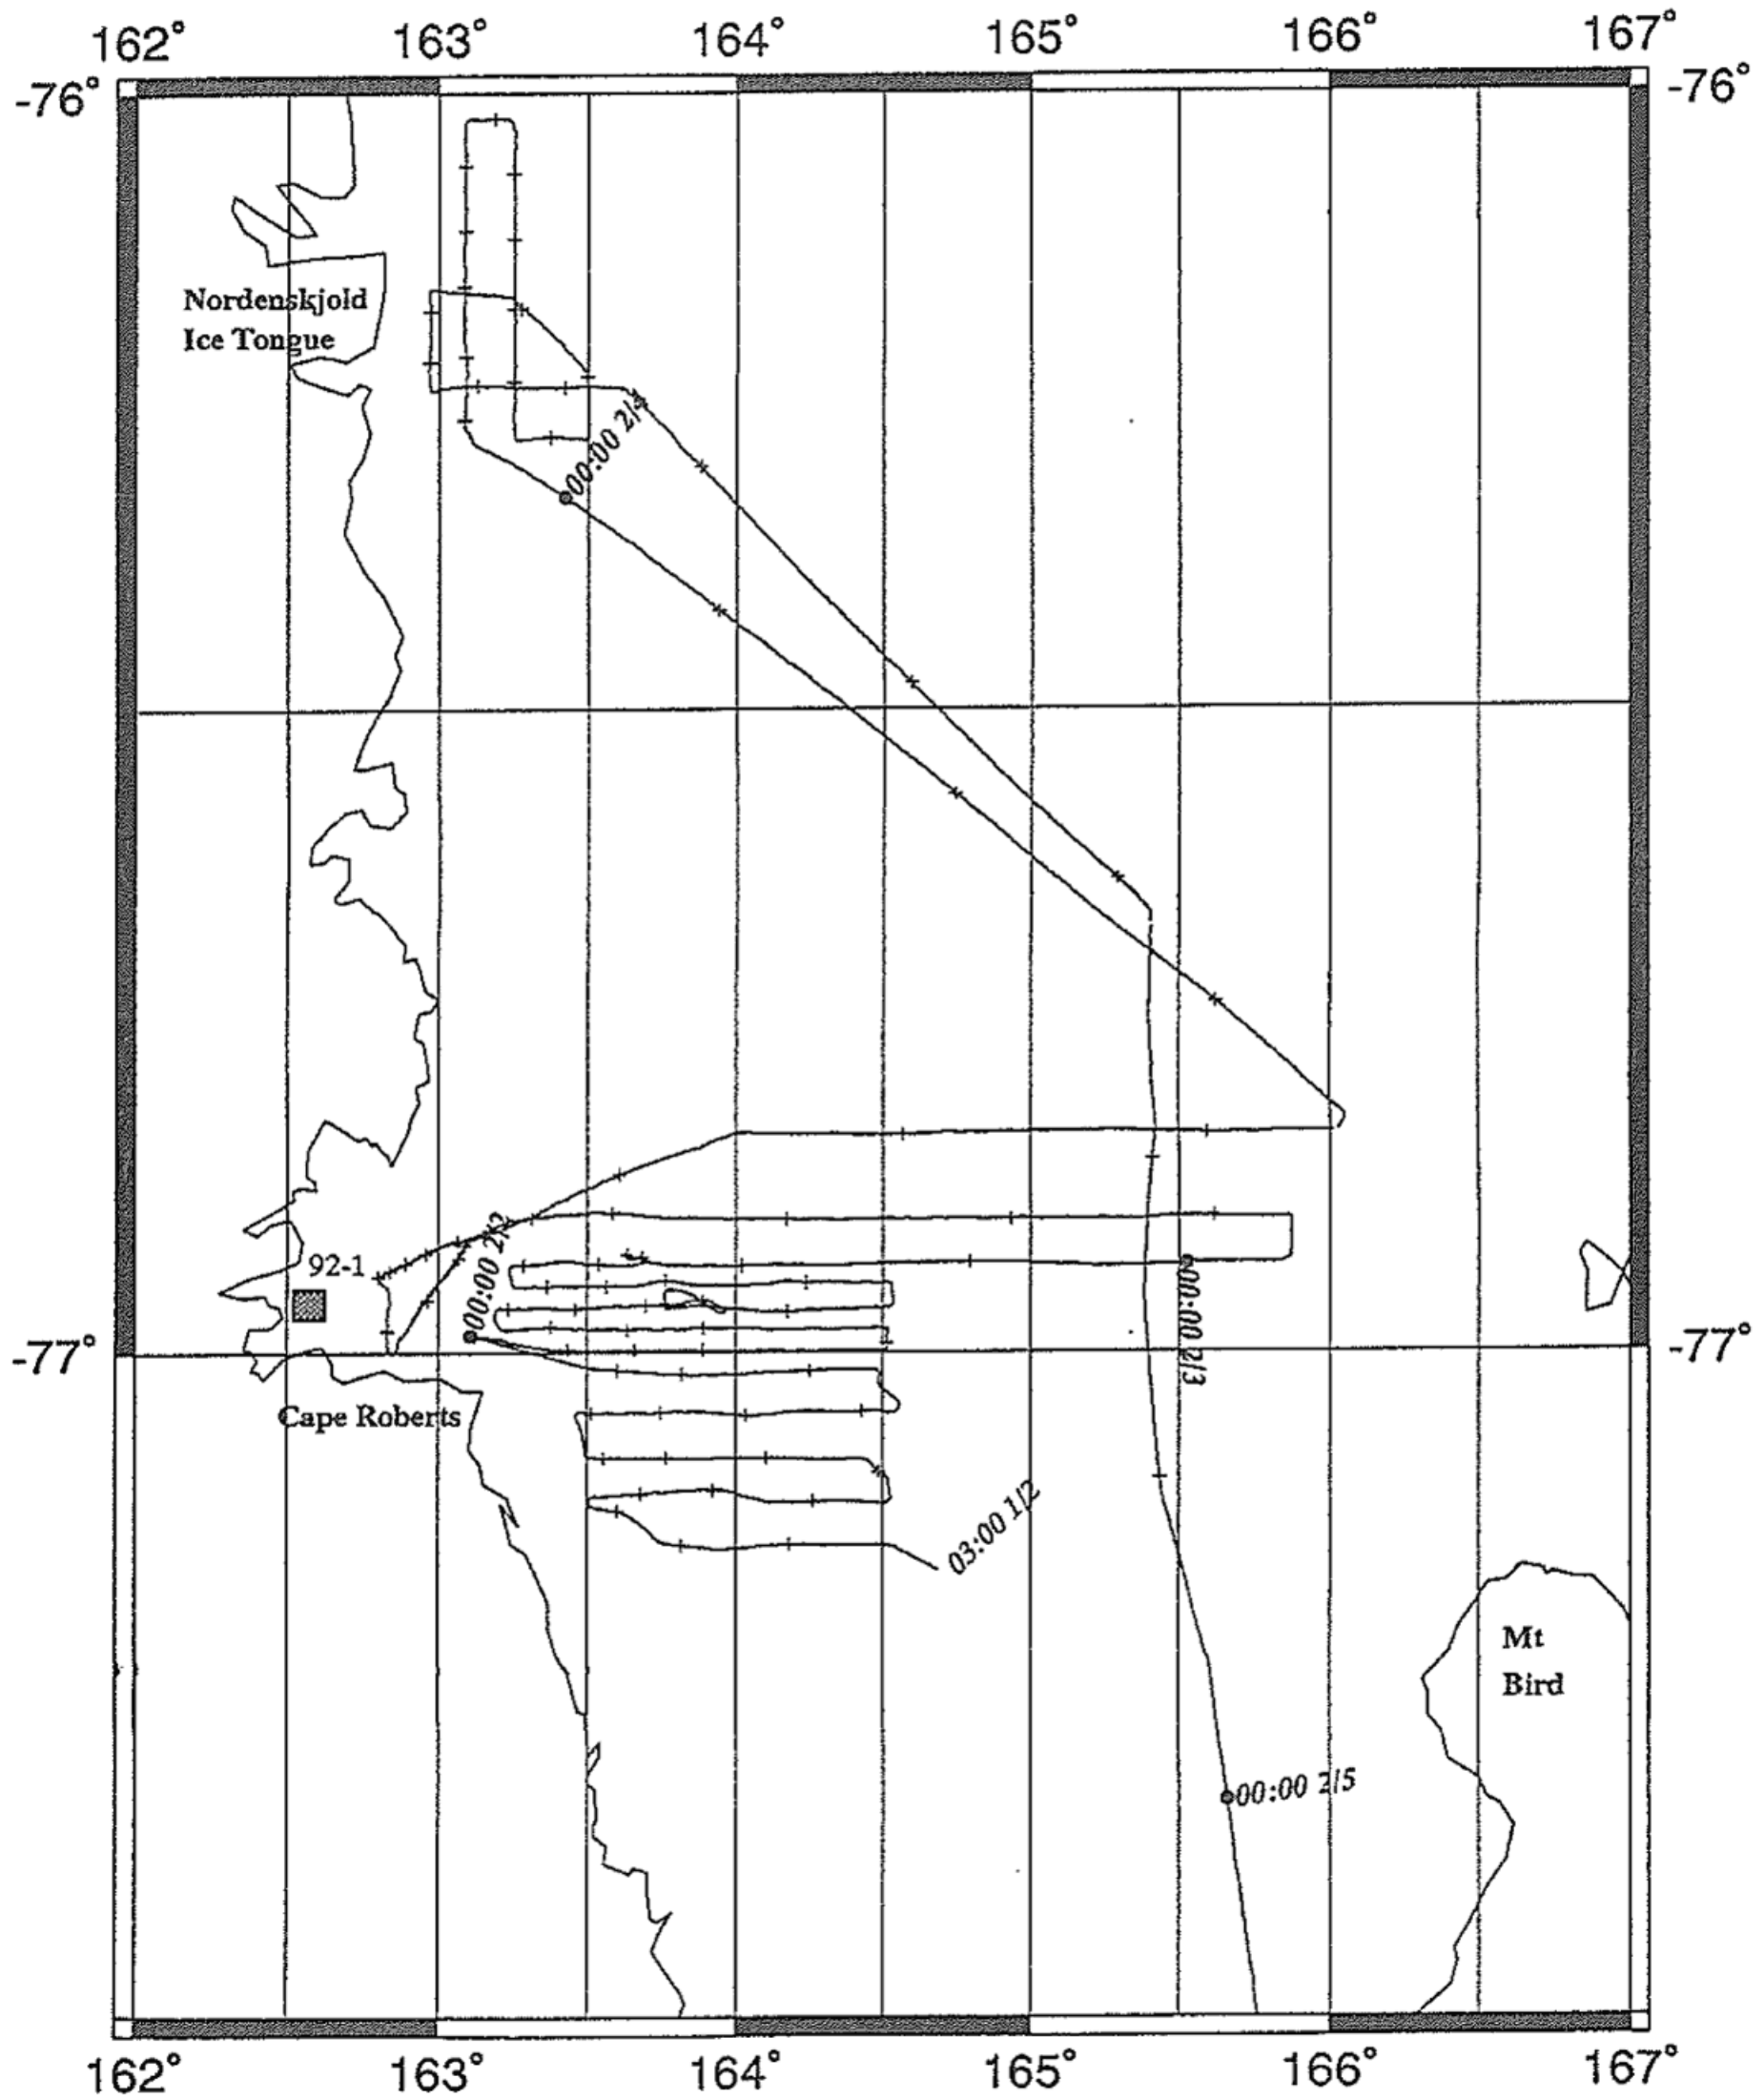 162° 163° 164° 165° 166° 167°
-76° -76°
Nordenskjold
Ice Tongue
00:00 2/4
00:00 2/2
92-1
00:00 2/3
-77° -77°
Cape Roberts
03:00 1/2
Mt
Bird
00:00 2/5
162° 163° 164° 165° 166° 167°